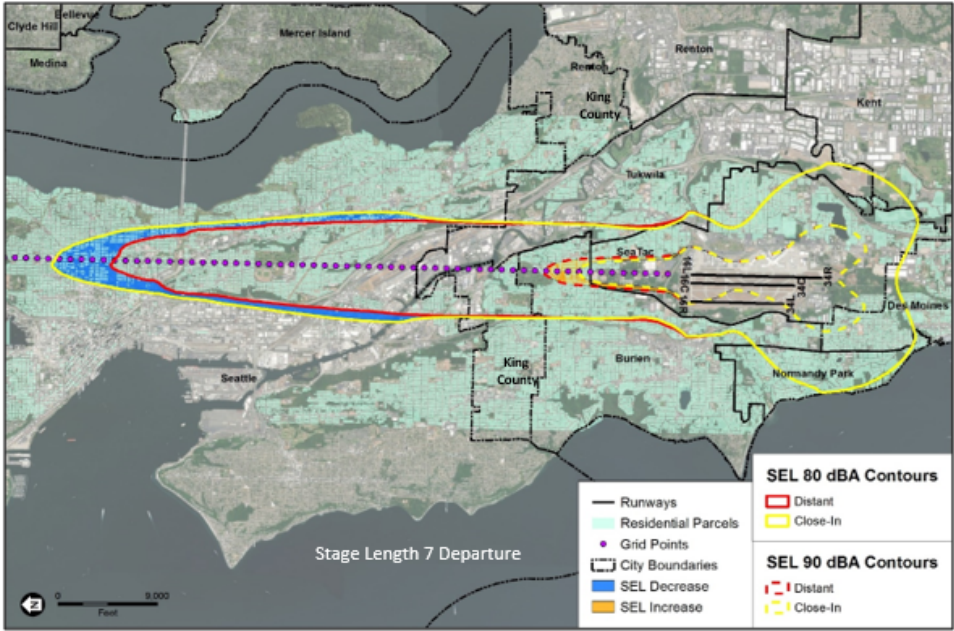 Bellevue
Clyde Hill
Mercer Island
Medina
Renton
Renton
King
County
Kent
Tukwila
SeaTac
16L
16C
16R
34R
34C
34L
Des Moines
King
County
Burien
Normandy Park
Seattle
Stage Length 7 Departure
N
0 9,000
Feet
Runways
Residential Parcels
Grid Points
City Boundaries
SEL Decrease
SEL Increase
SEL 80 dBA Contours
Distant
Close-In
SEL 90 dBA Contours
Distant
Close-In